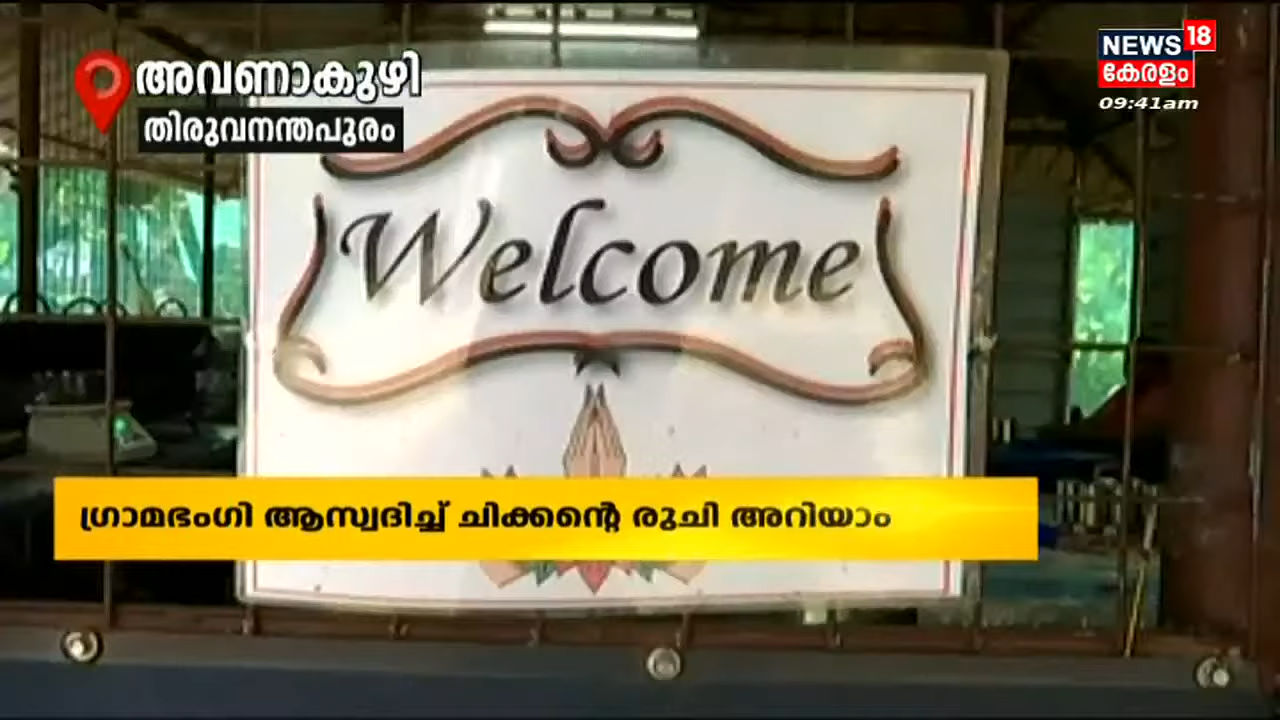 അവണാകുഴി
തിരുവനന്തപുരം
NEWS 18
കേരളം
09:41am
Welcome
ഗ്രാമഭംഗി ആസ്വദിച്ച് ചിക്കന്റെ രുചി അറിയാം